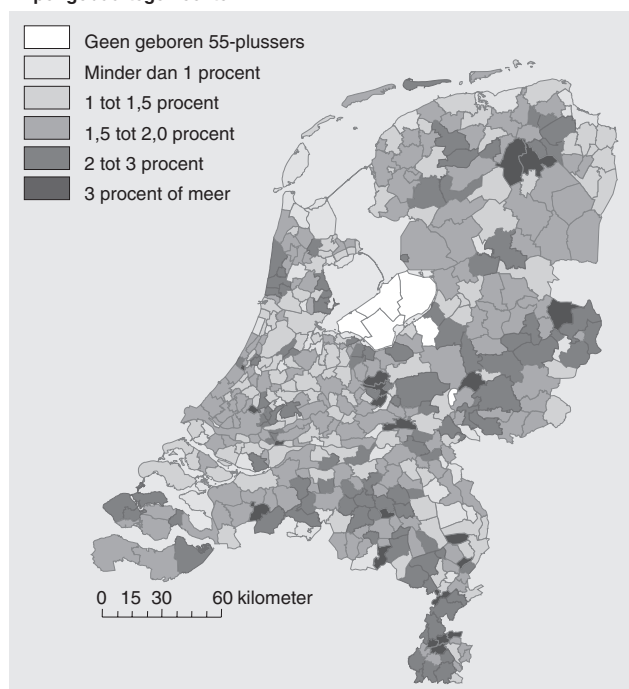 Geen geboren 55-plussers
Minder dan 1 procent
1 tot 1,5 procent
1,5 tot 2,0 procent
2 tot 3 procent
3 procent of meer
0 15 30 60 kilometer